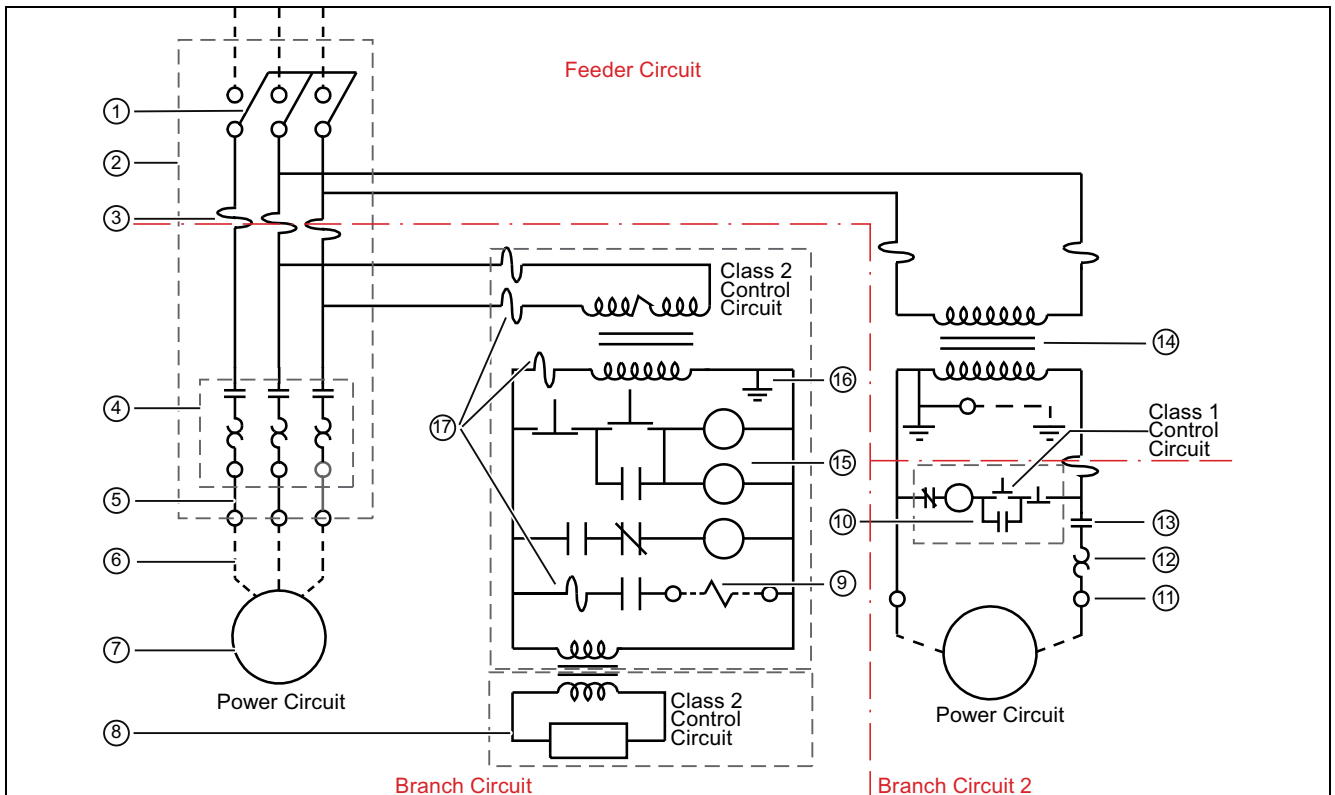 Feeder Circuit
1
2
3
4
5
6
7
Power Circuit
8
Class 2
Control
Circuit
17
16
15
10
9
Class 2
Control
Circuit
14
Class 1
Control
Circuit
13
12
11
Power Circuit
Branch Circuit
Branch Circuit 2